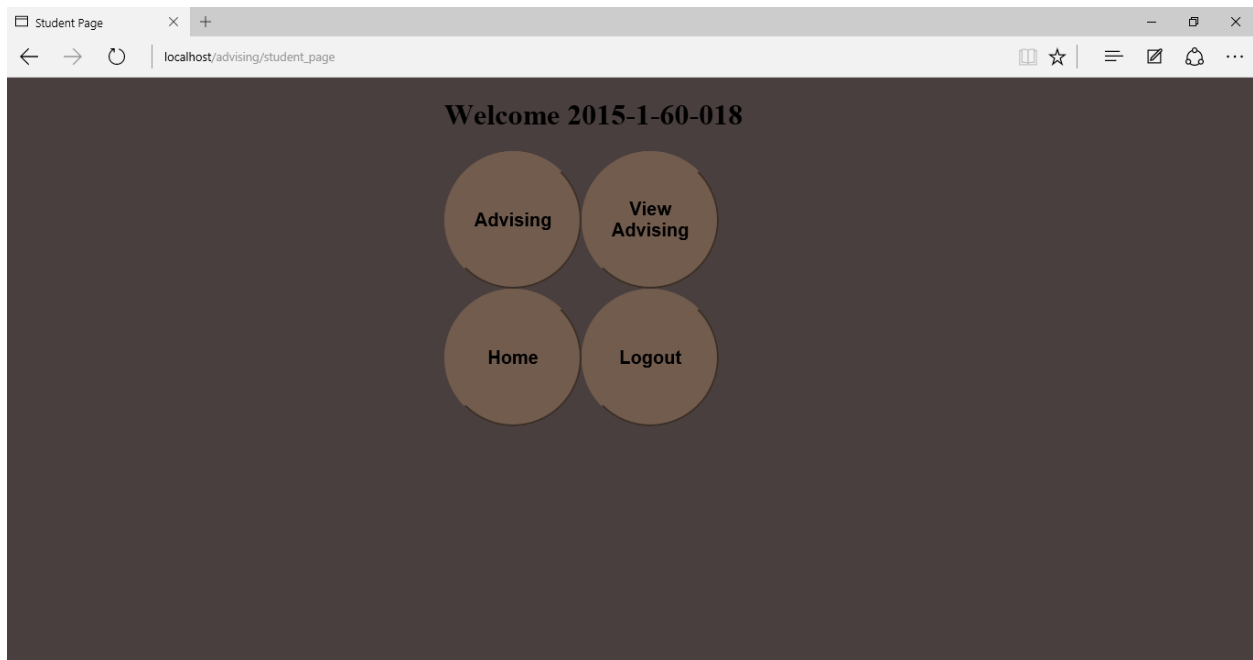 Student Page
localhost/advising/student_page
Welcome 2015-1-60-018
Advising
View
Advising
Home
Logout